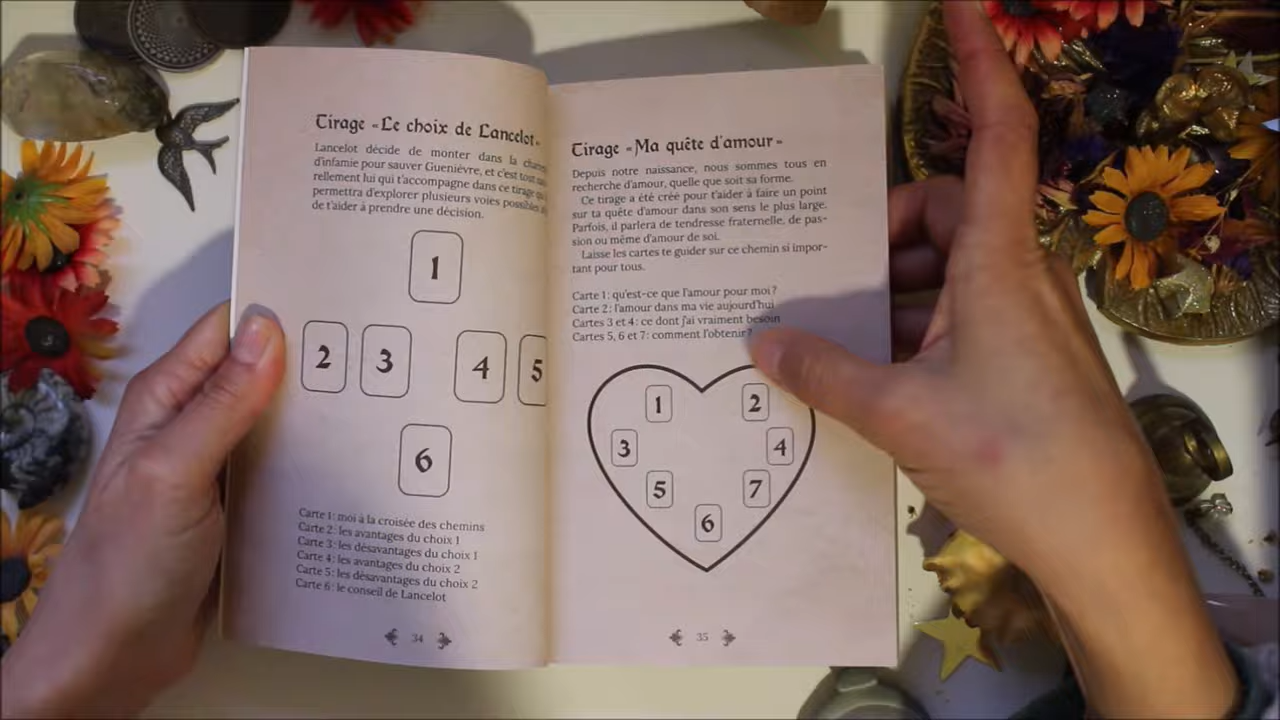 Tirage «Le choix de Lancelot»
Lancelot décide de monter dans la
d'infamie pour sauver Guenièvre, et c'est tout
rellement lui qui t'accompagne dans ce tirage
permettra d'explorer plusieurs voies possibles
de t'aider à prendre une décision.
1
2 3 4 5
6
Carte 1: moi à la croisée des chemins
Carte 2: les avantages du choix 1
Carte 3: les désavantages du choix 1
Carte 4: les avantages du choix 2
Carte 5: les désavantages du choix 2
Carte 6: le conseil de Lancelot
34
Tirage «Ma quête d'amour»
Depuis notre naissance, nous sommes tous en
recherche d'amour, quelle que soit sa forme.
Ce tirage a été crée pour t'aider à faire un point
sur ta quête d'amour dans son sens le plus large.
Parfois, il parlera de tendresse fraternelle, de pas-
sion ou même d'amour de soi.
Laisse les cartes te guider sur ce chemin si impor-
tant pour tous.
Carte 1: qu'est-ce que l'amour pour moi?
Carte 2: l'amour dans ma vie aujourd'hui
Cartes 3 et 4: ce dont j'ai vraiment besoin
Cartes 5, 6 et 7: comment l'obtenir?
1 2
3 4
5 7
6
35